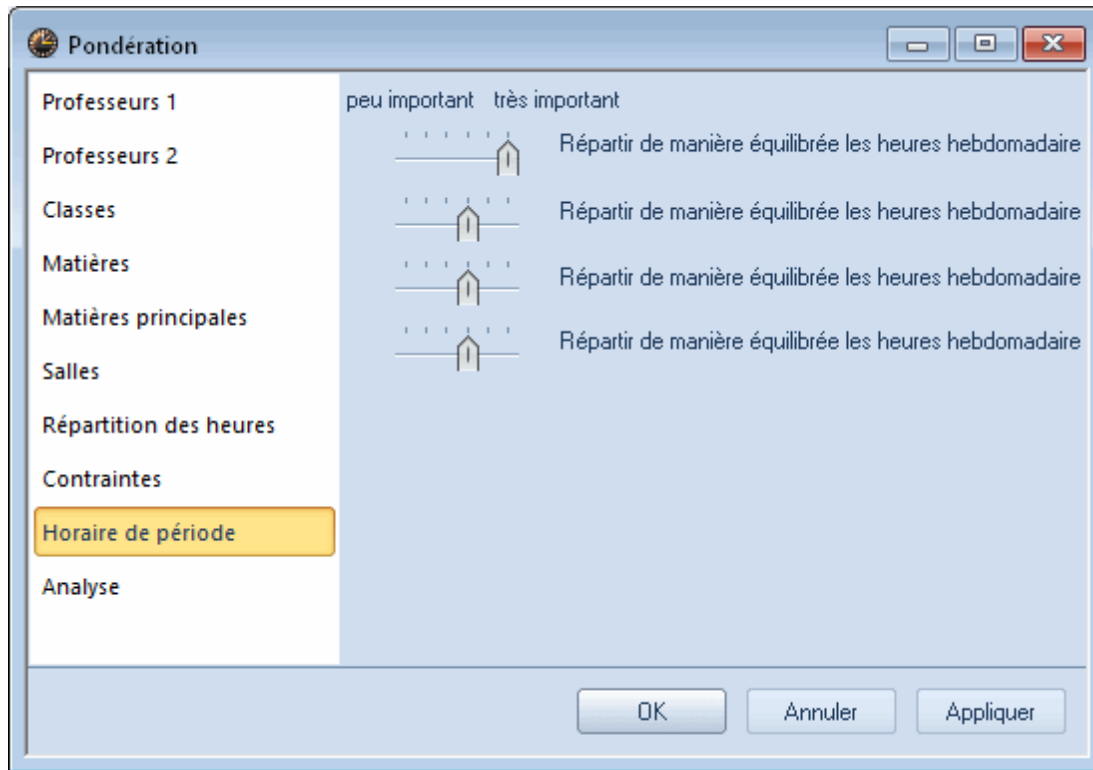 Pondération
Professeurs 1
Professeurs 2
Classes
Matières
Matières principales
Salles
Répartition des heures
Contraintes
Horaire de période
Analyse
peu important très important
Répartir de manière équilibrée les heures hebdomadaire
Répartir de manière équilibrée les heures hebdomadaire
Répartir de manière équilibrée les heures hebdomadaire
Répartir de manière équilibrée les heures hebdomadaire
OK Annuler Appliquer